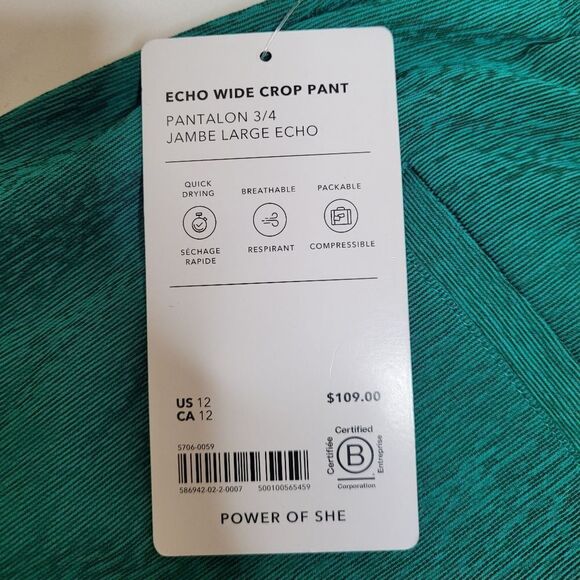 ECHO WIDE CROP PANT
PANTALON 3/4
JAMBE LARGE ECHO
QUICK
DRYING
BREATHABLE
PACKABLE
SÉCHAGE
RAPIDE
RESPIRANT
COMPRESSIBLE
US 12
CA 12
$109.00
5706-0059
586942-02-2-0007 500100565459
Certified
Certifiée
B
Entreprise
Corporation
POWER OF SHE